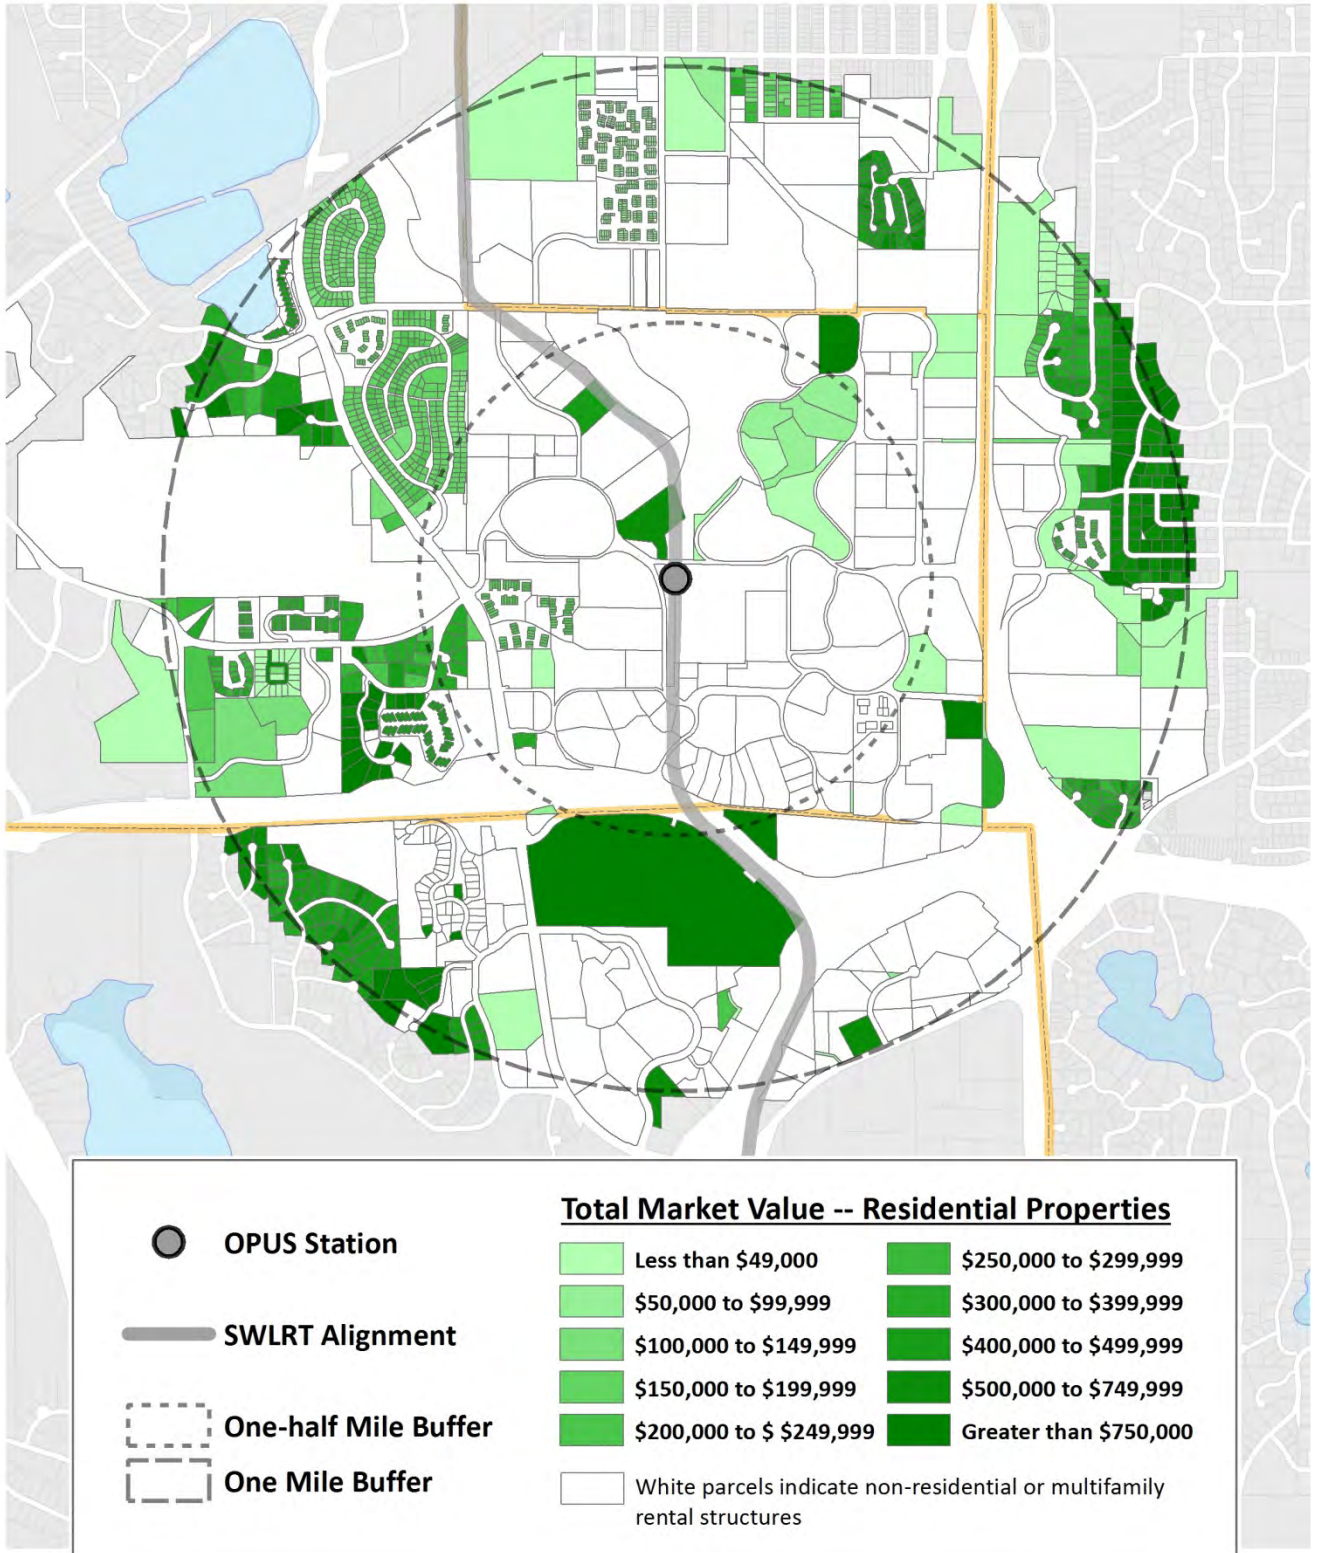 Total Market Value -- Residential Properties
OPUS Station
SWLRT Alignment
One-half Mile Buffer
One Mile Buffer
Less than $49,000
$50,000 to $99,999
$100,000 to $149,999
$150,000 to $199,999
$200,000 to $ $249,999
$250,000 to $299,999
$300,000 to $399,999
$400,000 to $499,999
$500,000 to $749,999
Greater than $750,000
White parcels indicate non-residential or multifamily
rental structures